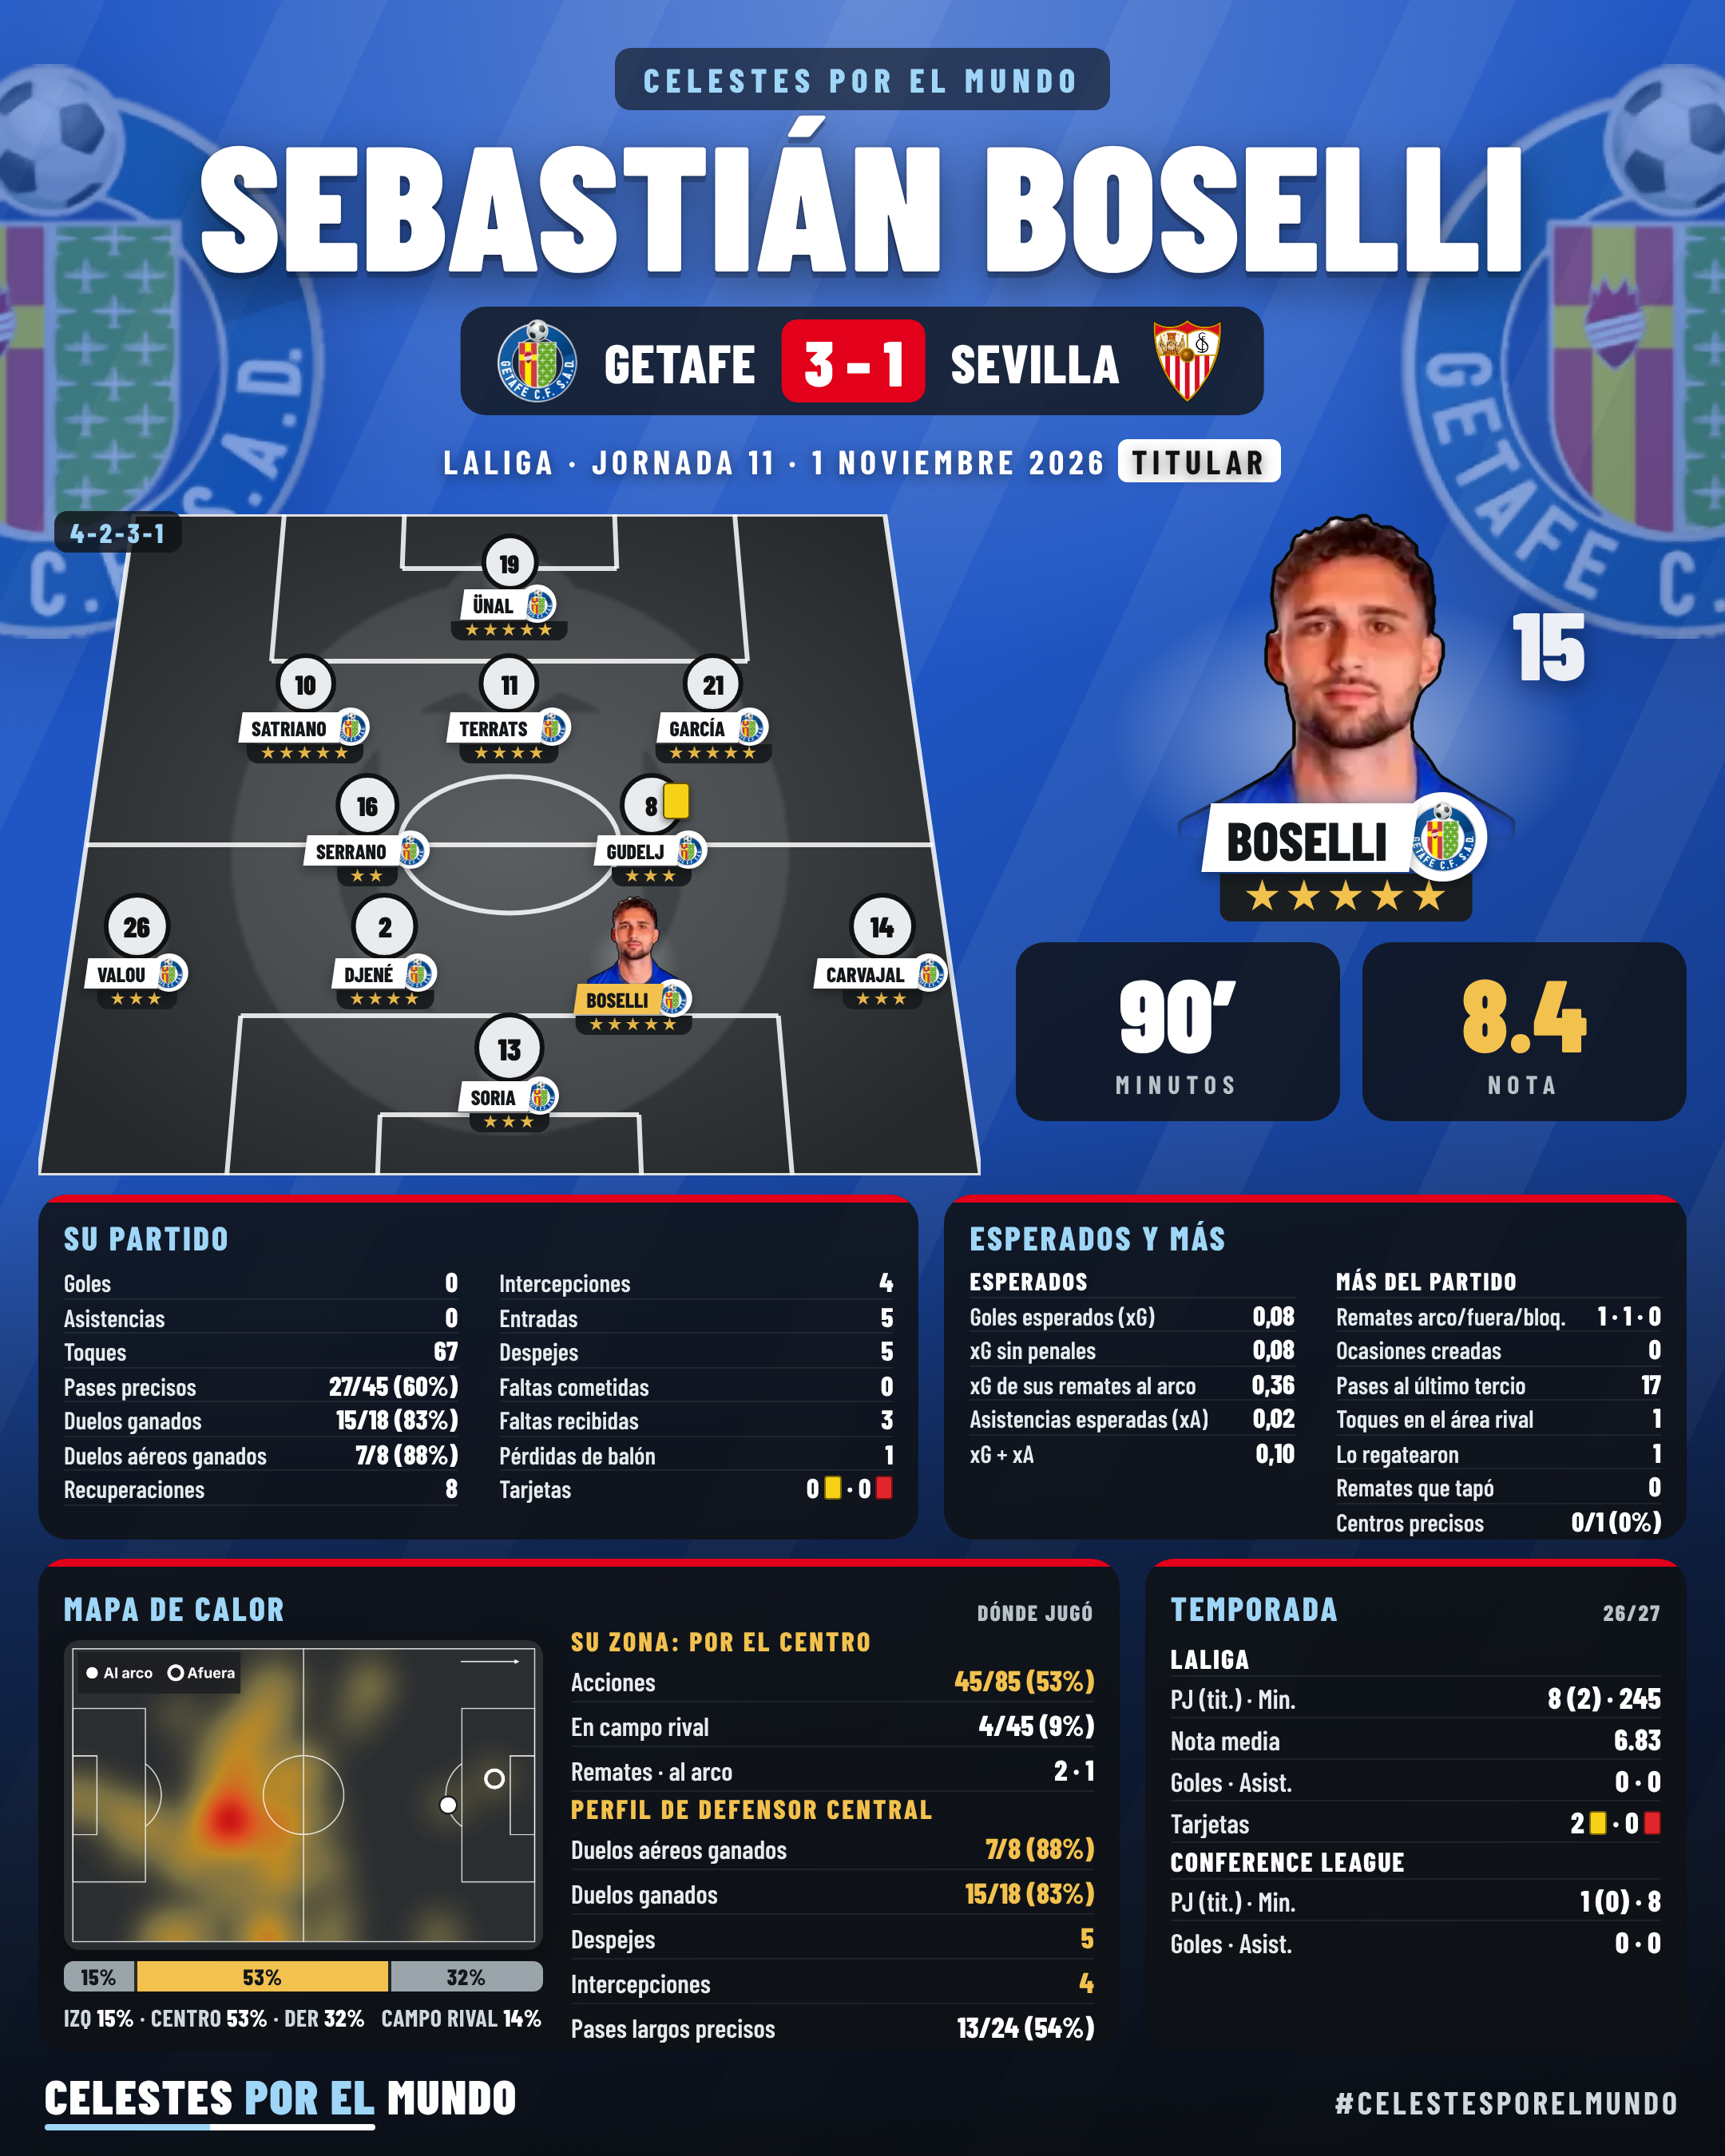 CELESTES POR EL MUNDO
SEBASTIÁN BOSELLI
GETAFE 3 - 1 SEVILLA
LALIGA · JORNADA 11 · 1 NOVIEMBRE 2026 TITULAR
4-2-3-1
19
ÜNAL
10 11 21
SATRIANO TERRATS GARCÍA
16 8
SERRANO GUDELJ
26 2 14
VALOU DJENÉ BOSELLI CARVAJAL
13
SORIA
15
BOSELLI
GETAFE C.F. S.A.D.
90′
MINUTOS
8.4
NOTA
SU PARTIDO
Goles 0
Asistencias 0
Toques 67
Pases precisos 27/45 (60%)
Duelos ganados 15/18 (83%)
Duelos aéreos ganados 7/8 (88%)
Recuperaciones 8
Intercepciones 4
Entradas 5
Despejes 5
Faltas cometidas 0
Faltas recibidas 3
Pérdidas de balón 1
Tarjetas 0 · 0
ESPERADOS Y MÁS
ESPERADOS
Goles esperados (xG) 0,08
xG sin penales 0,08
xG de sus remates al arco 0,36
Asistencias esperadas (xA) 0,02
xG + xA 0,10
MÁS DEL PARTIDO
Remates arco/fuera/bloq. 1 · 1 · 0
Ocasiones creadas 0
Pases al último tercio 17
Toques en el área rival 1
Lo regatearon 1
Remates que tapó 0
Centros precisos 0/1 (0%)
MAPA DE CALOR
DÓNDE JUGÓ
Al arco Afuera
15% 53% 32%
IZQ 15% · CENTRO 53% · DER 32% CAMPO RIVAL 14%
SU ZONA: POR EL CENTRO
Acciones 45/85 (53%)
En campo rival 4/45 (9%)
Remates · al arco 2 · 1
PERFIL DE DEFENSOR CENTRAL
Duelos aéreos ganados 7/8 (88%)
Duelos ganados 15/18 (83%)
Despejes 5
Intercepciones 4
Pases largos precisos 13/24 (54%)
TEMPORADA 26/27
LALIGA
PJ (tit.) · Min. 8 (2) · 245
Nota media 6.83
Goles · Asist. 0 · 0
Tarjetas 2 · 0
CONFERENCE LEAGUE
PJ (tit.) · Min. 1 (0) · 8
Goles · Asist. 0 · 0
CELESTES POR EL MUNDO
#CELESTESPORELMUNDO